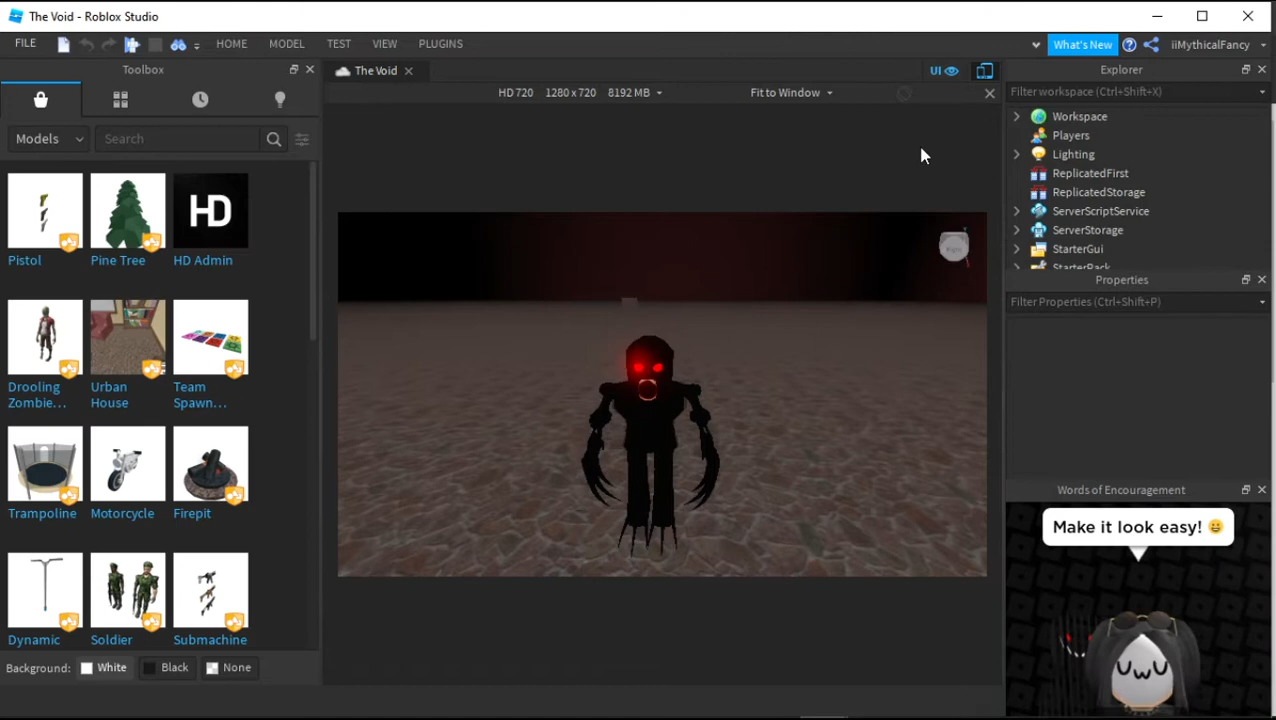 The Void - Roblox Studio
FILE HOME MODEL TEST VIEW PLUGINS What's New iiMythicalFancy
Toolbox
Models Search
Pistol Pine Tree HD Admin
HD
Drooling Urban Team
Zombie... House Spawn...
Trampoline Motorcycle Firepit
Dynamic Soldier Submachine
Background: White Black None
The Void UI
HD 720 1280 x 720 8192 MB Fit to Window
Right
Explorer
Filter workspace (Ctrl+Shift+X)
Workspace
Players
Lighting
ReplicatedFirst
ReplicatedStorage
ServerScriptService
ServerStorage
StarterGui
StarterPack
Properties
Filter Properties (Ctrl+Shift+P)
Words of Encouragement
Make it look easy! 😀